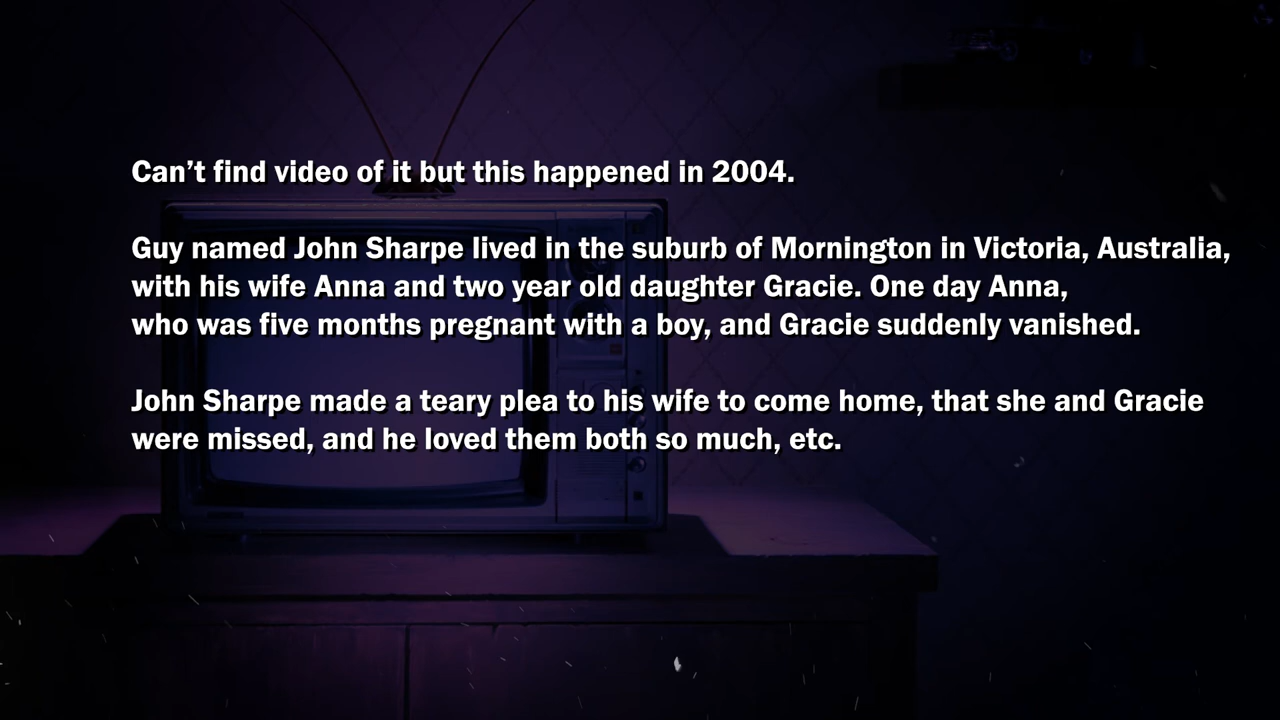 Can’t find video of it but this happened in 2004.
Guy named John Sharpe lived in the suburb of Mornington in Victoria, Australia,
with his wife Anna and two year old daughter Gracie. One day Anna,
who was five months pregnant with a boy, and Gracie suddenly vanished.
John Sharpe made a teary plea to his wife to come home, that she and Gracie
were missed, and he loved them both so much, etc.